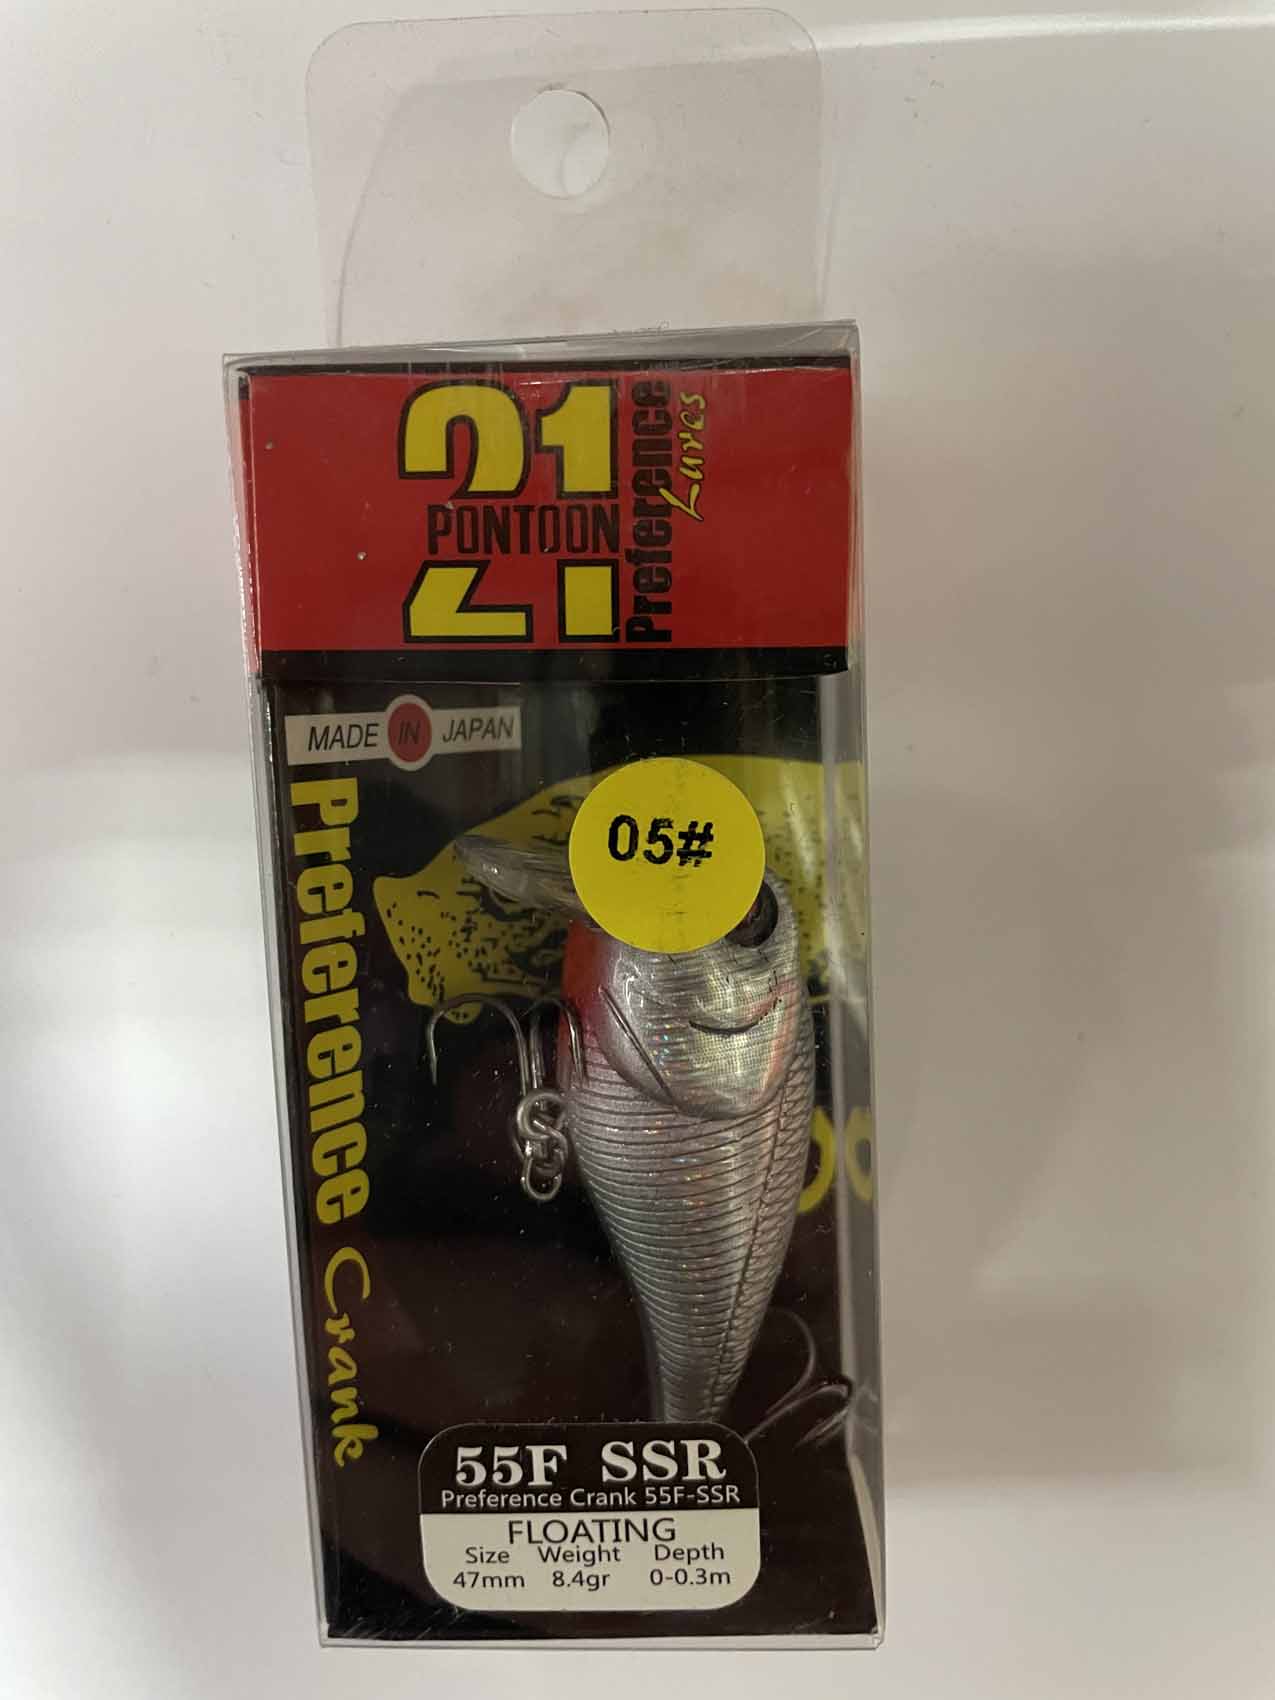 21
PONTOON
Preference
Lures
MADE IN JAPAN
05#
Preference Crank
55F SSR
Preference Crank 55F-SSR
FLOATING
Size Weight Depth
47mm 8.4gr 0-0.3m